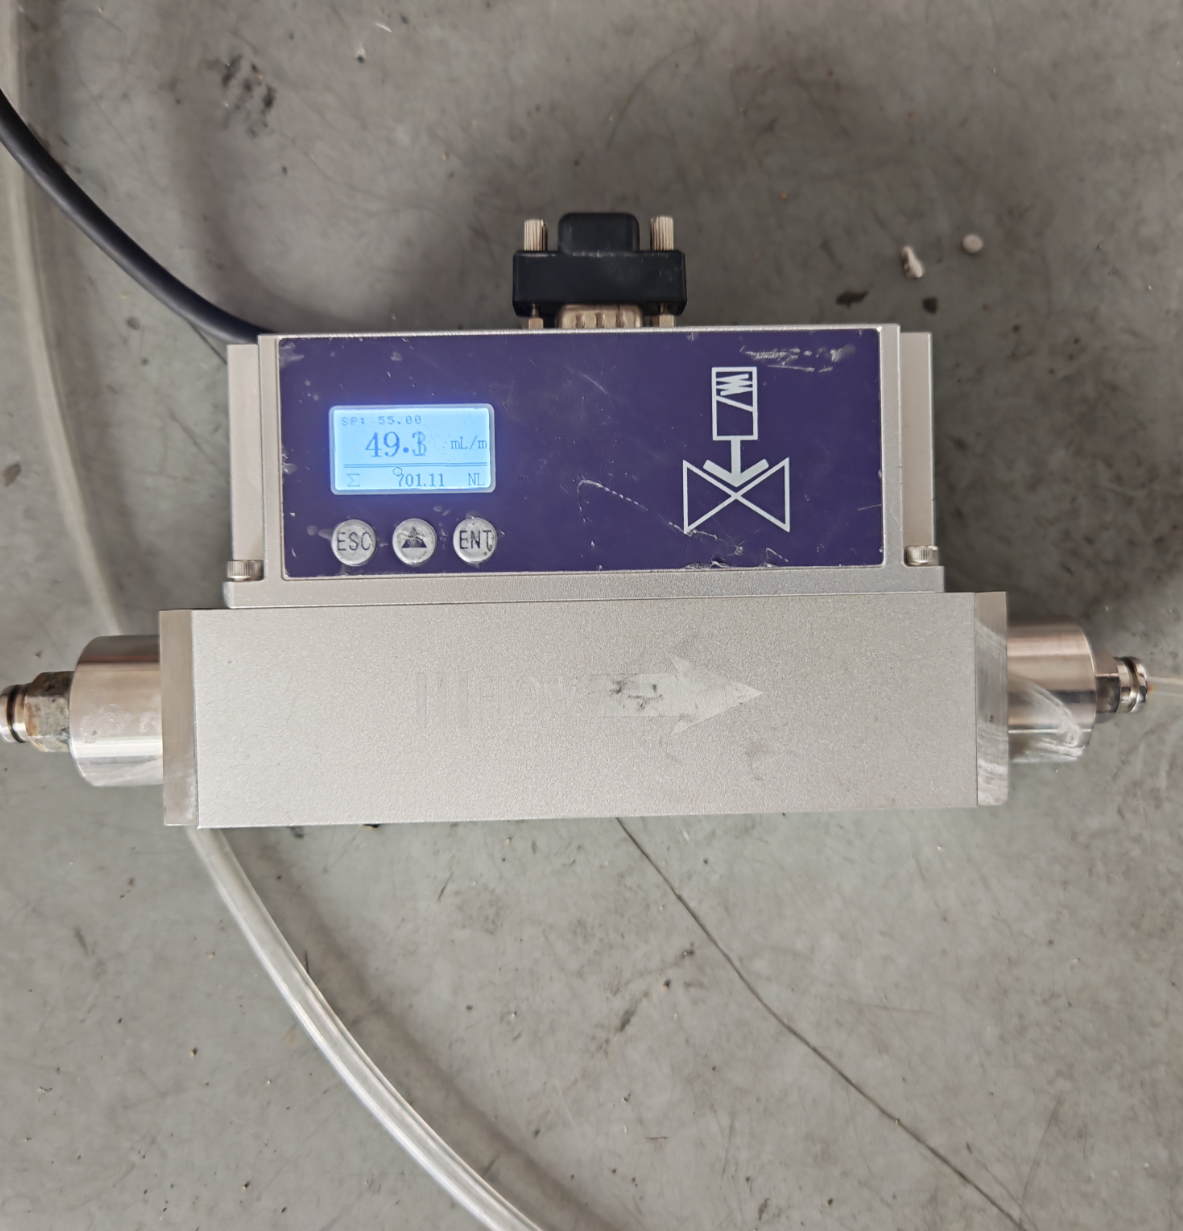 SP: 55.00
49.3 mL/m
Σ 701.11 NL
ESC ENT